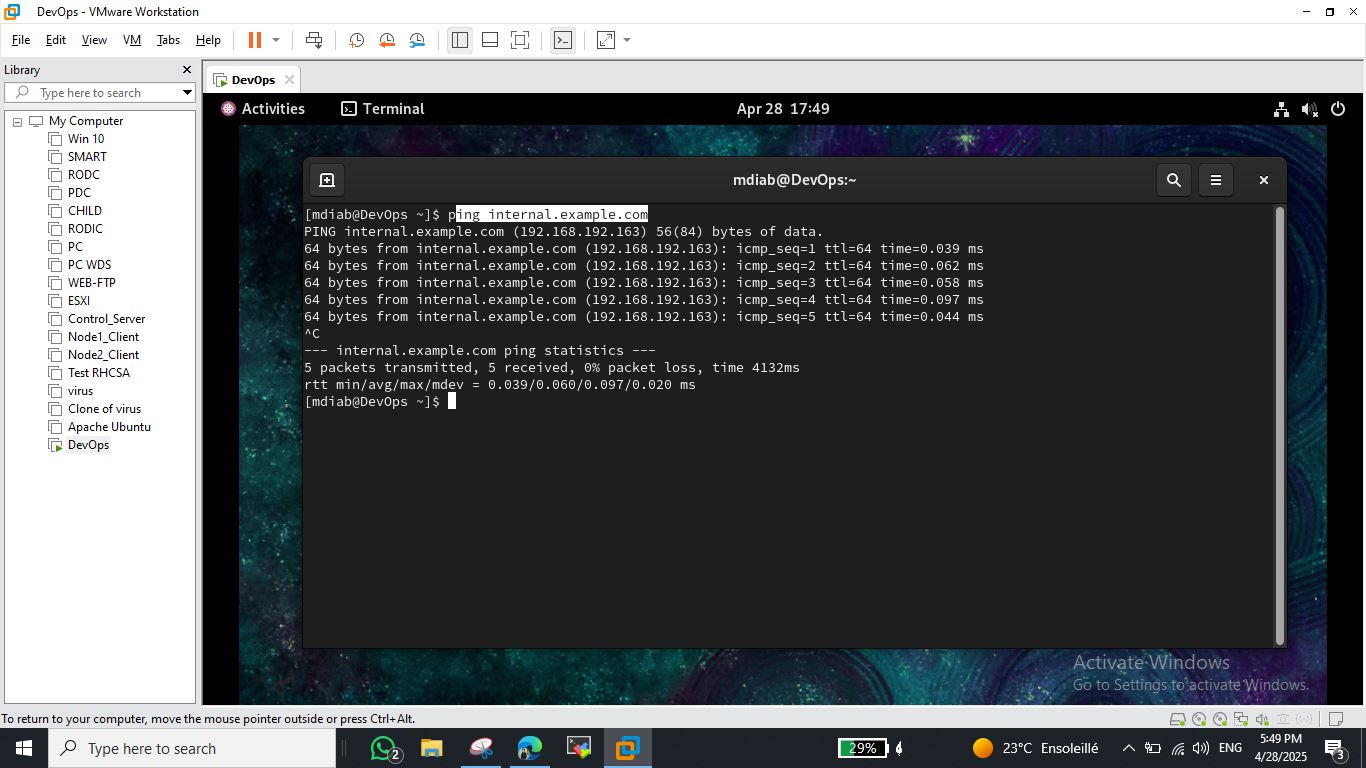 DevOps - VMware Workstation
File Edit View VM Tabs Help
Library
Type here to search
My Computer
Win 10
SMART
RODC
PDC
CHILD
RODIC
PC
PC WDS
WEB-FTP
ESXI
Control_Server
Node1_Client
Node2_Client
Test RHCSA
virus
Clone of virus
Apache Ubuntu
DevOps
DevOps
Activities Terminal Apr 28 17:49
mdiab@DevOps:~
[mdiab@DevOps ~]$ ping internal.example.com
PING internal.example.com (192.168.192.163) 56(84) bytes of data.
64 bytes from internal.example.com (192.168.192.163): icmp_seq=1 ttl=64 time=0.039 ms
64 bytes from internal.example.com (192.168.192.163): icmp_seq=2 ttl=64 time=0.062 ms
64 bytes from internal.example.com (192.168.192.163): icmp_seq=3 ttl=64 time=0.058 ms
64 bytes from internal.example.com (192.168.192.163): icmp_seq=4 ttl=64 time=0.097 ms
64 bytes from internal.example.com (192.168.192.163): icmp_seq=5 ttl=64 time=0.044 ms
^C
--- internal.example.com ping statistics ---
5 packets transmitted, 5 received, 0% packet loss, time 4132ms
rtt min/avg/max/mdev = 0.039/0.060/0.097/0.020 ms
[mdiab@DevOps ~]$
Activate Windows
Go to Settings to activate Windows.
To return to your computer, move the mouse pointer outside or press Ctrl+Alt.
Type here to search
2
29%
23°C Ensoleillé
ENG
5:49 PM
4/28/2025
3